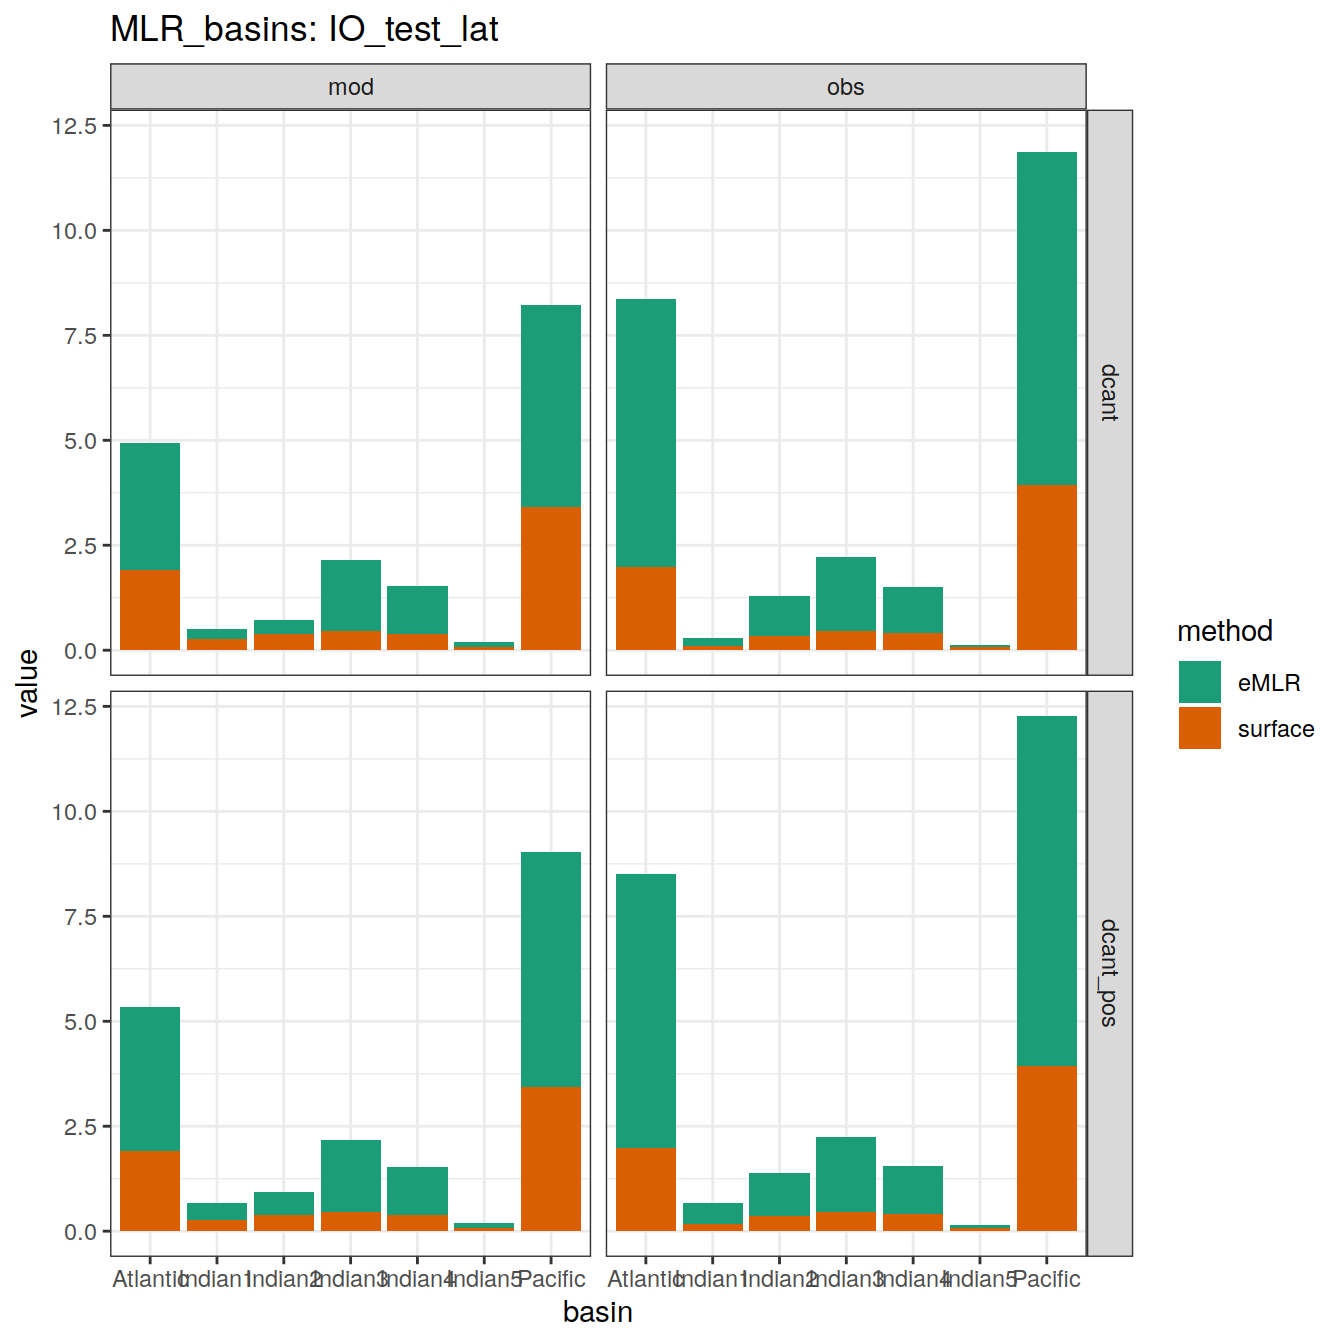 MLR_basins: IO_test_lat
mod
obs
12.5
10.0
7.5
5.0
2.5
0.0
dcant
12.5
10.0
7.5
5.0
2.5
0.0
dcant_pos
value
Atlantic Indian1 Indian2 Indian3 Indian4 Indian5 Pacific
Atlantic Indian1 Indian2 Indian3 Indian4 Indian5 Pacific
basin
method
eMLR
surface